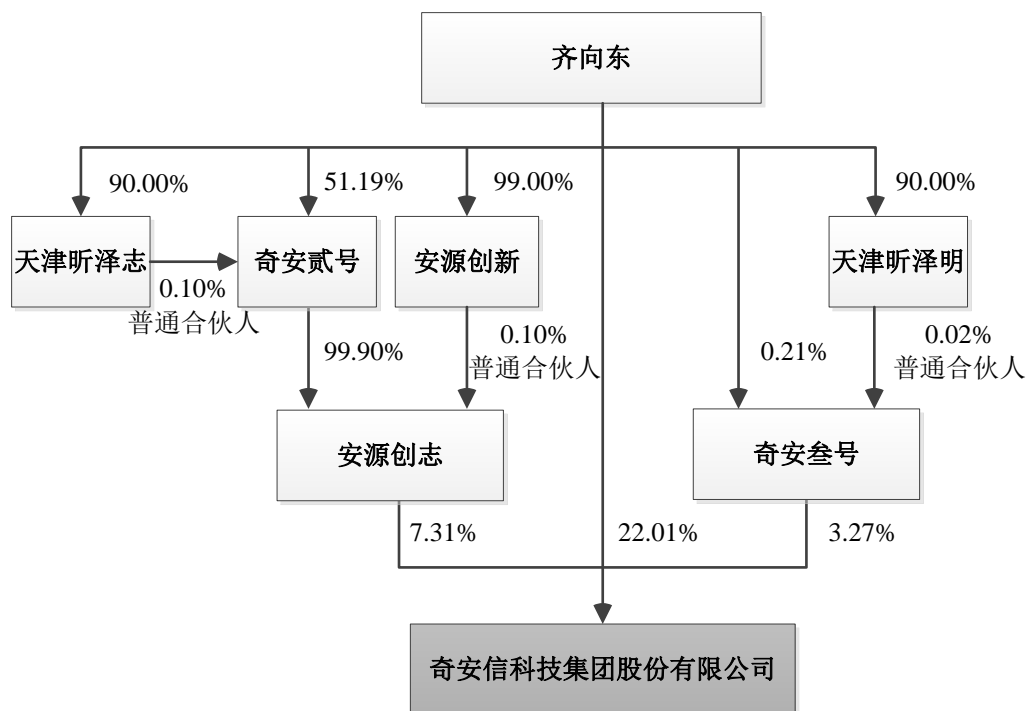 齐向东
90.00%
51.19%
99.00%
90.00%
天津昕泽志
奇安贰号
安源创新
天津昕泽明
0.10%
普通合伙人
99.90%
0.10%
普通合伙人
0.21%
0.02%
普通合伙人
安源创志
奇安叁号
7.31%
22.01%
3.27%
奇安信科技集团股份有限公司